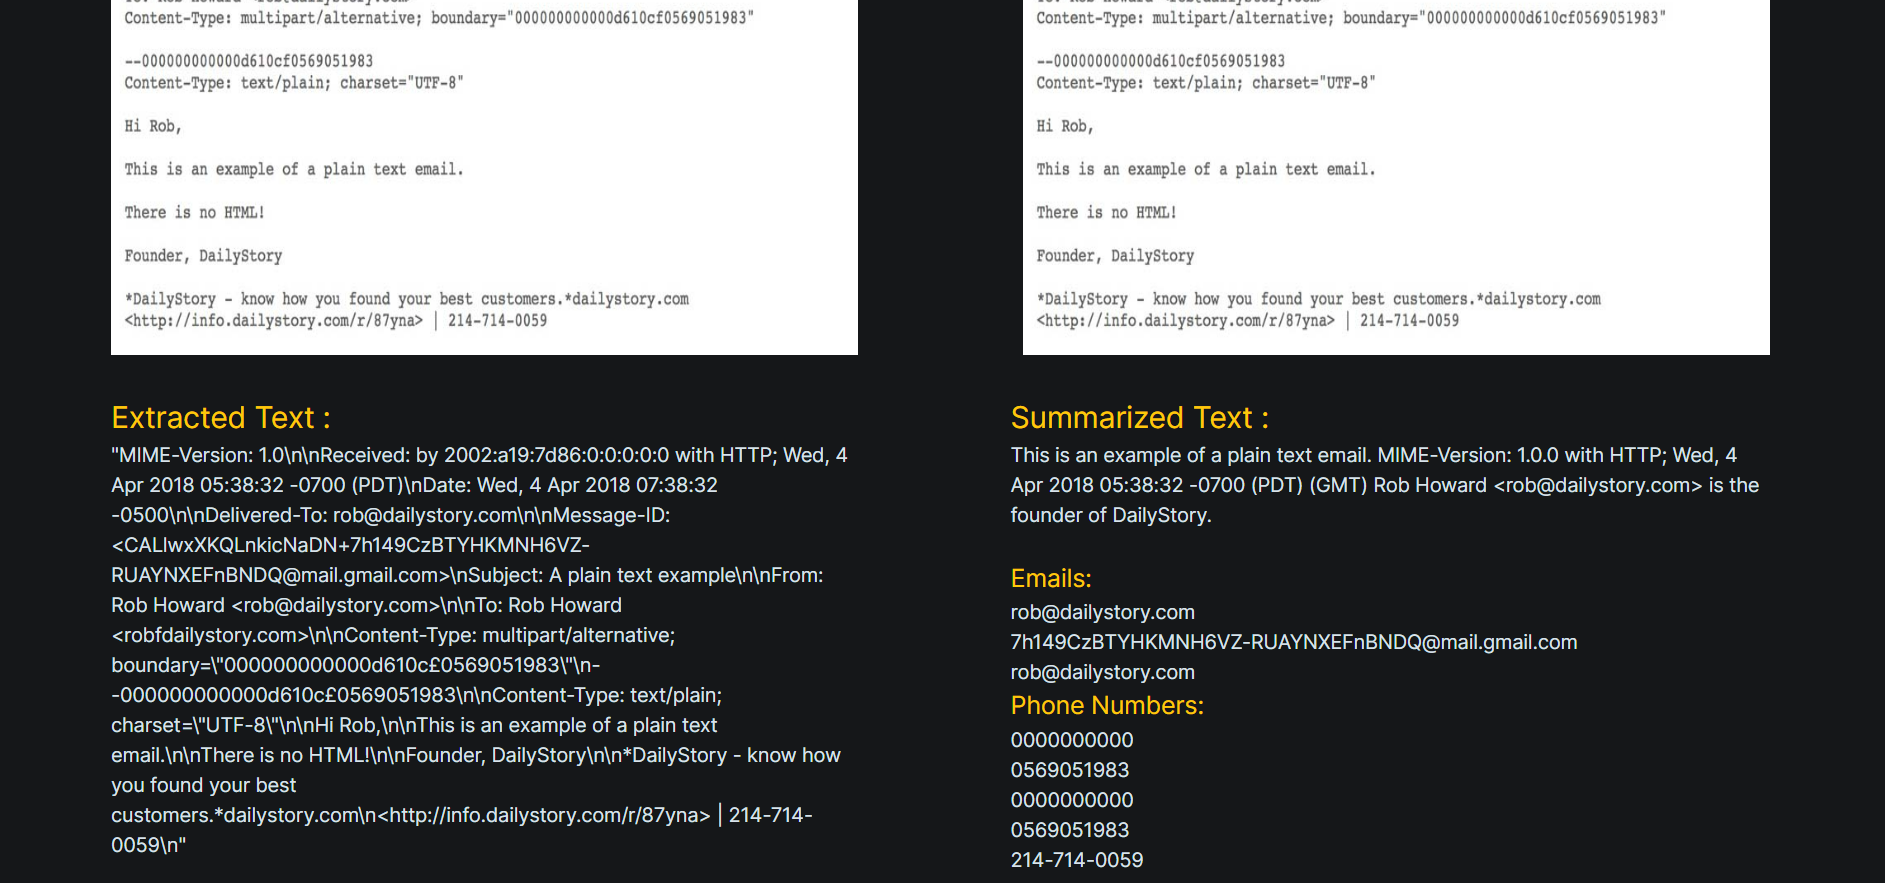 Content-Type: multipart/alternative; boundary="000000000000d610cf0569051983"
--000000000000d610cf0569051983
Content-Type: text/plain; charset="UTF-8"
Hi Rob,
This is an example of a plain text email.
There is no HTML!
Founder, DailyStory
*DailyStory - know how you found your best customers.*dailystory.com
<http://info.dailystory.com/r/87yna> | 214-714-0059
Content-Type: multipart/alternative; boundary="000000000000d610cf0569051983"
--000000000000d610cf0569051983
Content-Type: text/plain; charset="UTF-8"
Hi Rob,
This is an example of a plain text email.
There is no HTML!
Founder, DailyStory
*DailyStory - know how you found your best customers.*dailystory.com
<http://info.dailystory.com/r/87yna> | 214-714-0059
Extracted Text :
"MIME-Version: 1.0\n\nReceived: by 2002:a19:7d86:0:0:0:0:0 with HTTP; Wed, 4
Apr 2018 05:38:32 -0700 (PDT)\nDate: Wed, 4 Apr 2018 07:38:32
-0500\n\nDelivered-To: rob@dailystory.com\n\nMessage-ID:
<CALlwxXKQLnkicNaDN+7h149CzBTYHKMNH6VZ-
RUAYNXEFnBNDQ@mail.gmail.com>\nSubject: A plain text example\n\nFrom:
Rob Howard <rob@dailystory.com>\n\nTo: Rob Howard
<robfdailystory.com>\n\nContent-Type: multipart/alternative;
boundary=\"000000000000d610c£0569051983\"\n-
-000000000000d610c£0569051983\n\nContent-Type: text/plain;
charset=\"UTF-8\"\n\nHi Rob,\n\nThis is an example of a plain text
email.\n\nThere is no HTML!\n\nFounder, DailyStory\n\n*DailyStory - know how
you found your best
customers.*dailystory.com\n<http://info.dailystory.com/r/87yna> | 214-714-
0059\n"
Summarized Text :
This is an example of a plain text email. MIME-Version: 1.0.0 with HTTP; Wed, 4
Apr 2018 05:38:32 -0700 (PDT) (GMT) Rob Howard <rob@dailystory.com> is the
founder of DailyStory.
Emails:
rob@dailystory.com
7h149CzBTYHKMNH6VZ-RUAYNXEFnBNDQ@mail.gmail.com
rob@dailystory.com
Phone Numbers:
0000000000
0569051983
0000000000
0569051983
214-714-0059